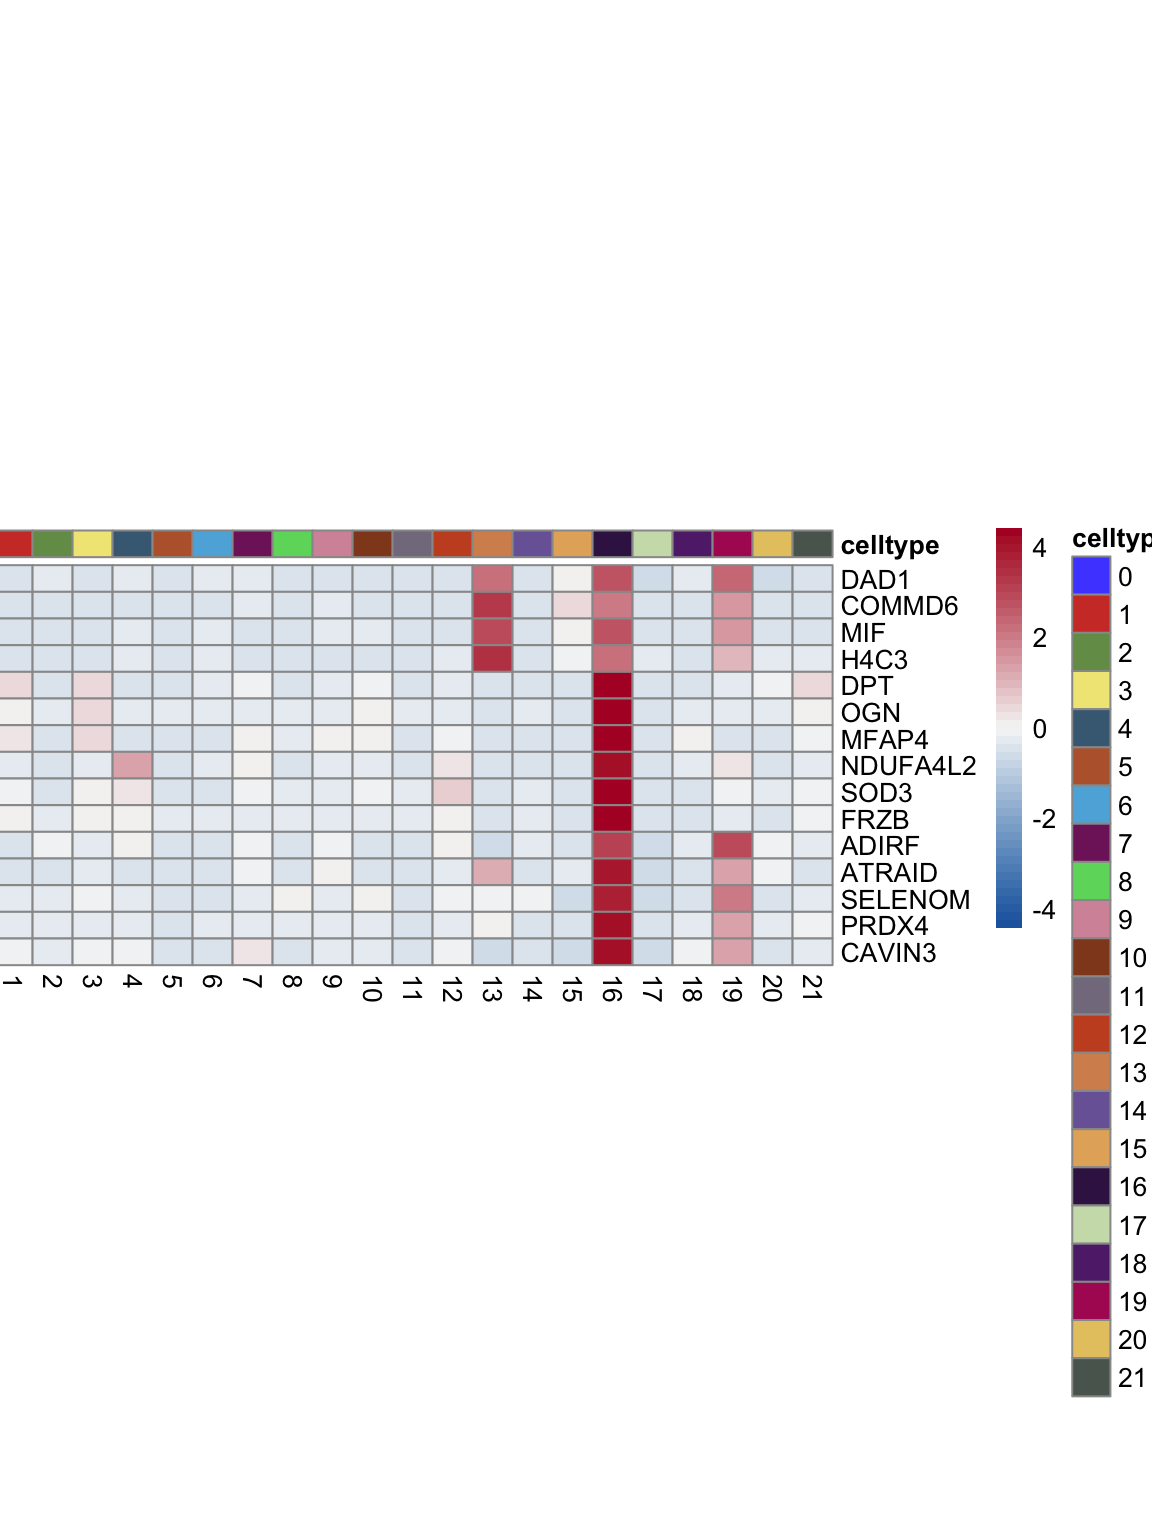 celltype
DAD1
COMMD6
MIF
H4C3
DPT
OGN
MFAP4
NDUFA4L2
SOD3
FRZB
ADIRF
ATRAID
SELENOM
PRDX4
CAVIN3
1 2 3 4 5 6 7 8 9 10 11 12 13 14 15 16 17 18 19 20 21
4
2
0
-2
-4
celltyp
0
1
2
3
4
5
6
7
8
9
10
11
12
13
14
15
16
17
18
19
20
21